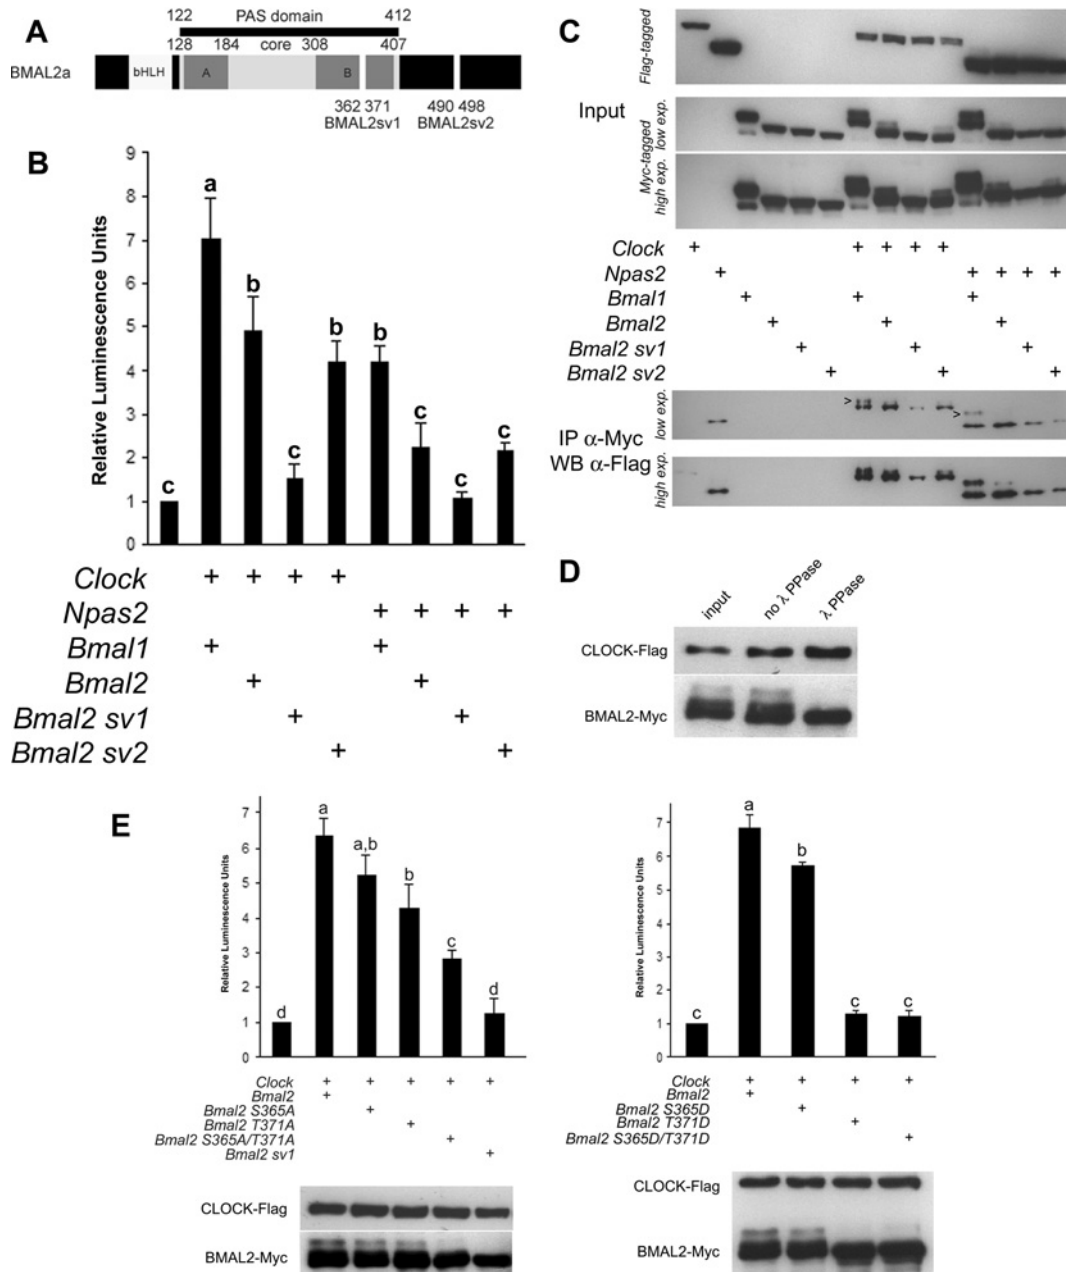 A
122 PAS domain 412
128 184 core 308 407
BMAL2a bHLH A B
362 371 490 498
BMAL2sv1 BMAL2sv2
B
Relative Luminescence Units
9
8
7
6
5
4
3
2
1
0
c a b c b b c c c
Clock + + + +
Npas2 + + + +
Bmal1 + +
Bmal2 + +
Bmal2 sv1 + +
Bmal2 sv2 + +
C
Flag-tagged
Input
Myc-tagged
low exp.
high exp.
Clock + + + + +
Npas2 + + + + +
Bmal1 + + +
Bmal2 + + +
Bmal2 sv1 + + +
Bmal2 sv2 + + +
IP α-Myc
WB α-Flag
low exp.
high exp.
>
>
D
input no λ PPase λ PPase
CLOCK-Flag
BMAL2-Myc
E
Relative Luminescence Units
7
6
5
4
3
2
1
0
d a a,b b c d
Clock + + + + +
Bmal2 +
Bmal2 S365A +
Bmal2 T371A +
Bmal2 S365A/T371A +
Bmal2 sv1 +
CLOCK-Flag
BMAL2-Myc
Relative Luminescence Units
7
6
5
4
3
2
1
0
c a b c c
Clock + + + +
Bmal2 +
Bmal2 S365D +
Bmal2 T371D +
Bmal2 S365D/T371D +
CLOCK-Flag
BMAL2-Myc